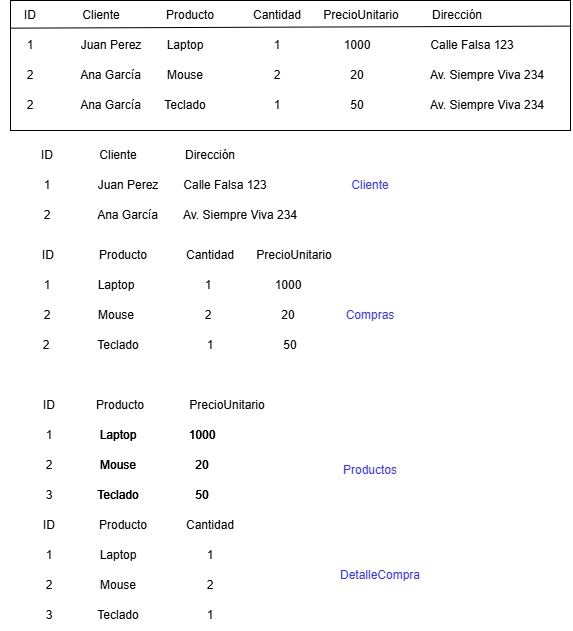 ID Cliente Producto Cantidad PrecioUnitario Dirección
1 Juan Perez Laptop 1 1000 Calle Falsa 123
2 Ana García Mouse 2 20 Av. Siempre Viva 234
2 Ana García Teclado 1 50 Av. Siempre Viva 234
ID Cliente Dirección
1 Juan Perez Calle Falsa 123 Cliente
2 Ana García Av. Siempre Viva 234
ID Producto Cantidad PrecioUnitario
1 Laptop 1 1000
2 Mouse 2 20 Compras
2 Teclado 1 50
ID Producto PrecioUnitario
1 Laptop 1000
2 Mouse 20 Productos
3 Teclado 50
ID Producto Cantidad
1 Laptop 1
2 Mouse 2 DetalleCompra
3 Teclado 1